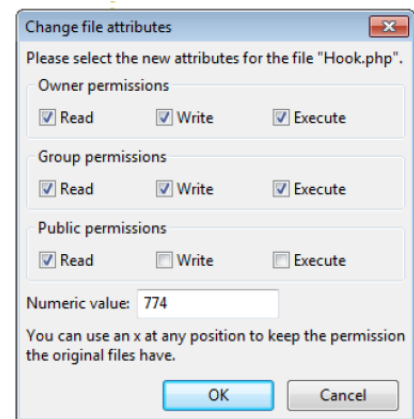 Change file attributes
Please select the new attributes for the file "Hook.php".
Owner permissions
Read Write Execute
Group permissions
Read Write Execute
Public permissions
Read Write Execute
Numeric value: 774
You can use an x at any position to keep the permission
the original files have.
OK Cancel